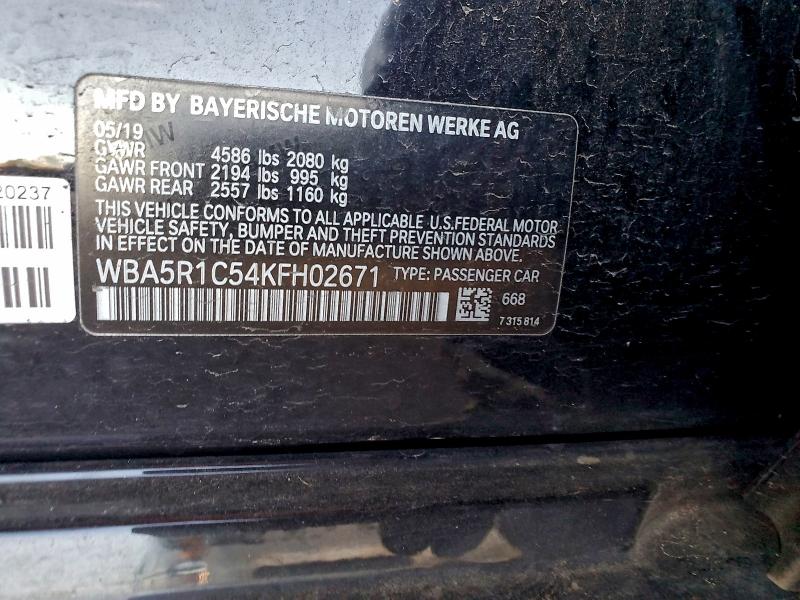 MFD BY BAYERISCHE MOTOREN WERKE AG
05/19
GVWR 4586 lbs 2080 kg
GAWR FRONT 2194 lbs 995 kg
GAWR REAR 2557 lbs 1160 kg
THIS VEHICLE CONFORMS TO ALL APPLICABLE U.S.FEDERAL MOTOR
VEHICLE SAFETY, BUMPER AND THEFT PREVENTION STANDARDS
IN EFFECT ON THE DATE OF MANUFACTURE SHOWN ABOVE.
WBA5R1C54KFH02671 TYPE: PASSENGER CAR
668
7 315 814
20237